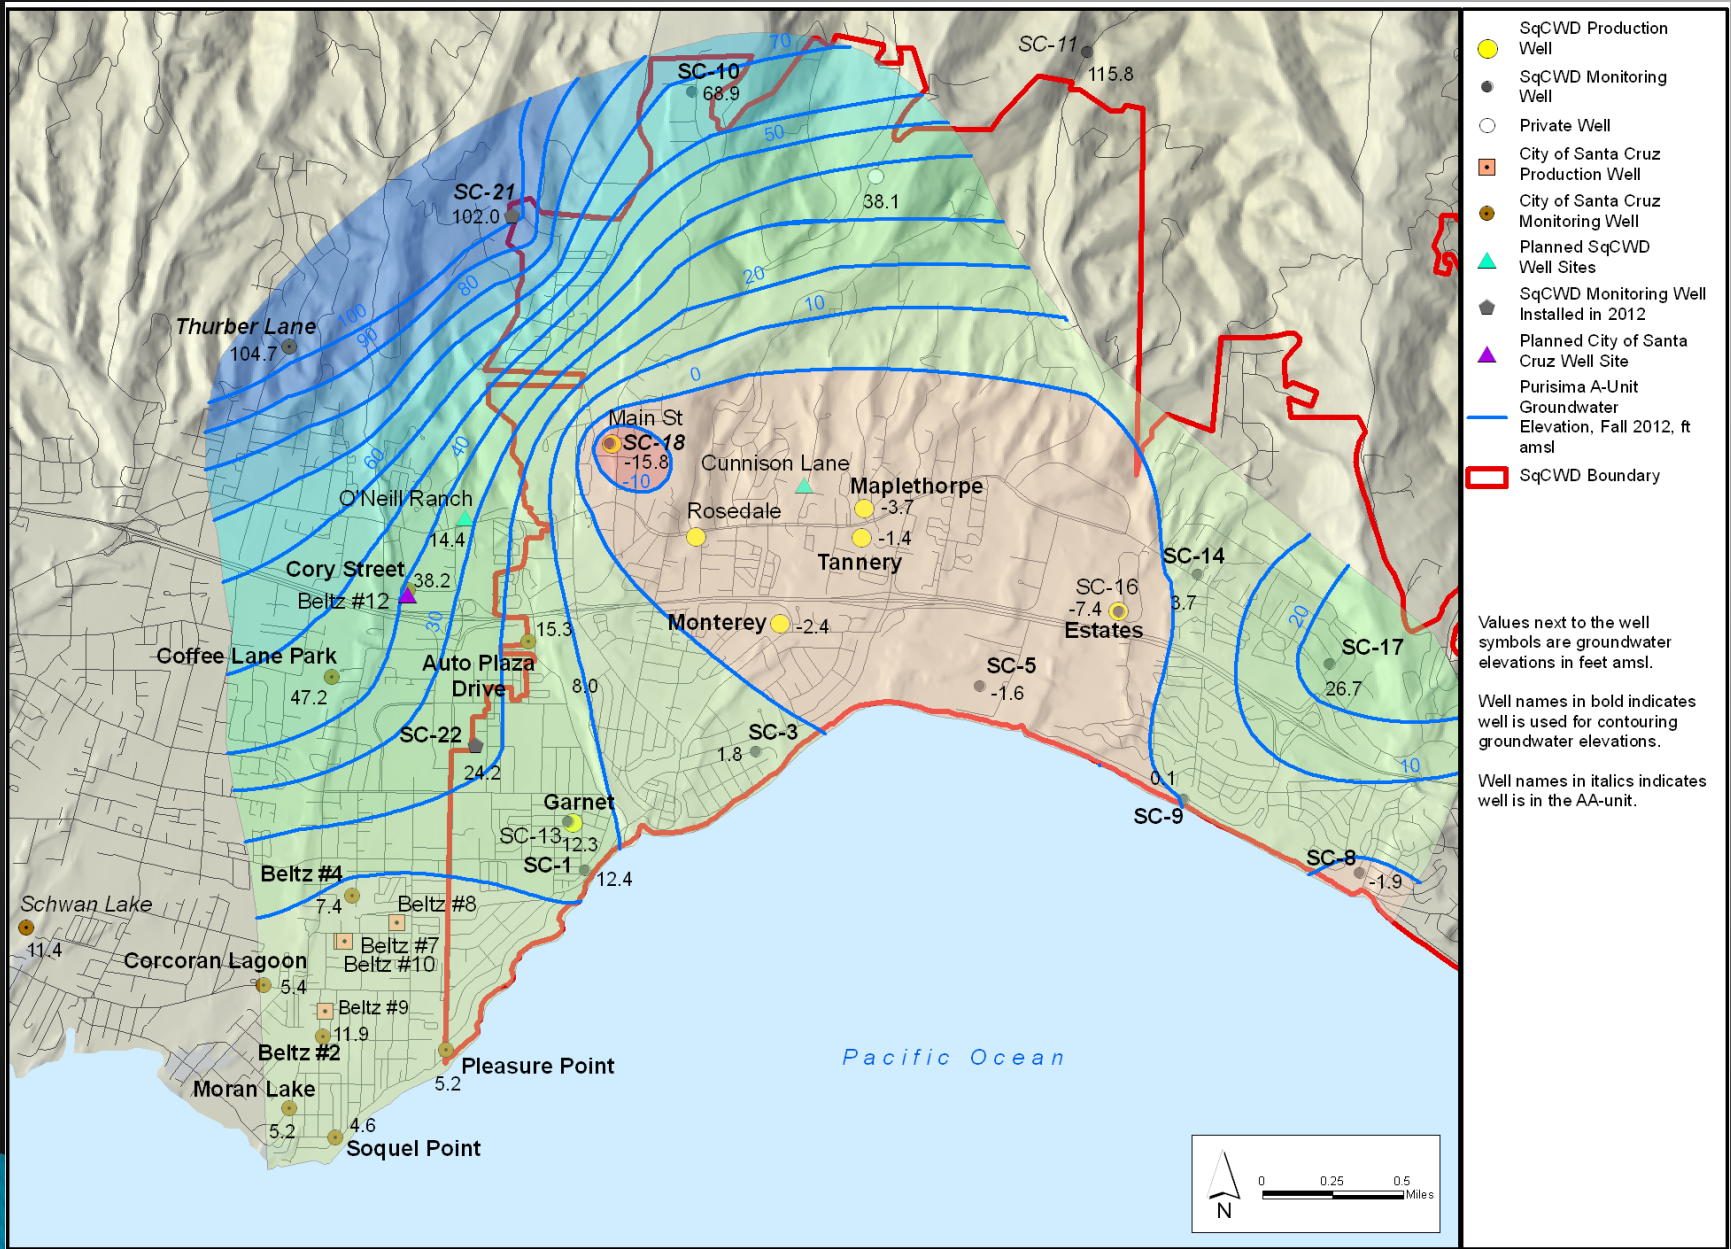 70
SC-10
68.9
SC-11
115.8
50
SC-21
102.0
38.1
20
80
10
100
90
Thurber Lane
104.7
0
Main St
SC-18
-15.8
-10
Cunnison Lane
Maplethorpe
-3.7
40
60
O'Neill Ranch
14.4
Rosedale
-1.4
Tannery
SC-14
3.7
Cory Street
38.2
Beltz #12
30
SC-16
-7.4
Estates
15.3
Monterey
-2.4
20
SC-17
26.7
Coffee Lane Park
47.2
Auto Plaza
Drive
8.0
SC-5
-1.6
SC-22
24.2
SC-3
1.8
10
0.1
SC-9
Garnet
SC-13
12.3
SC-1
12.4
SC-8
-1.9
Beltz #4
7.4
Beltz #8
Schwan Lake
11.4
Beltz #7
Beltz #10
Corcoran Lagoon
5.4
Beltz #9
11.9
Beltz #2
Pleasure Point
5.2
Moran Lake
5.2
4.6
Soquel Point
Pacific Ocean
N
0 0.25 0.5
Miles
SqCWD Production
Well
SqCWD Monitoring
Well
Private Well
City of Santa Cruz
Production Well
City of Santa Cruz
Monitoring Well
Planned SqCWD
Well Sites
SqCWD Monitoring Well
Installed in 2012
Planned City of Santa
Cruz Well Site
Purisima A-Unit
Groundwater
Elevation, Fall 2012, ft
amsl
SqCWD Boundary
Values next to the well
symbols are groundwater
elevations in feet amsl.
Well names in bold indicates
well is used for contouring
groundwater elevations.
Well names in italics indicates
well is in the AA-unit.